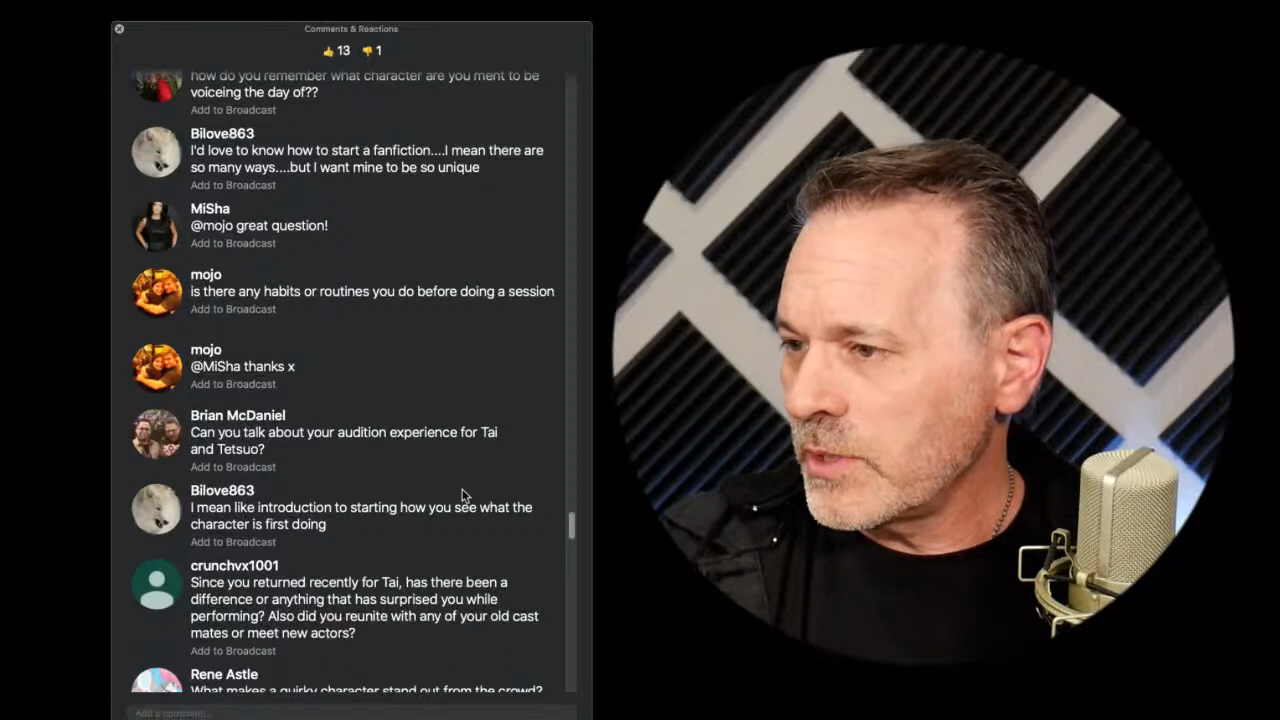 Comments & Reactions
👍 13 👎 1
how do you remember what character are you ment to be
voiceing the day of??
Add to Broadcast
Bilove863
I'd love to know how to start a fanfiction....I mean there are
so many ways....but I want mine to be so unique
Add to Broadcast
MiSha
@mojo great question!
Add to Broadcast
mojo
is there any habits or routines you do before doing a session
Add to Broadcast
mojo
@MiSha thanks x
Add to Broadcast
Brian McDaniel
Can you talk about your audition experience for Tai
and Tetsuo?
Add to Broadcast
Bilove863
I mean like introduction to starting how you see what the
character is first doing
Add to Broadcast
crunchvx1001
Since you returned recently for Tai, has there been a
difference or anything that has surprised you while
performing? Also did you reunite with any of your old cast
mates or meet new actors?
Add to Broadcast
Rene Astle
What makes a quirky character stand out from the crowd?
Add a comment...